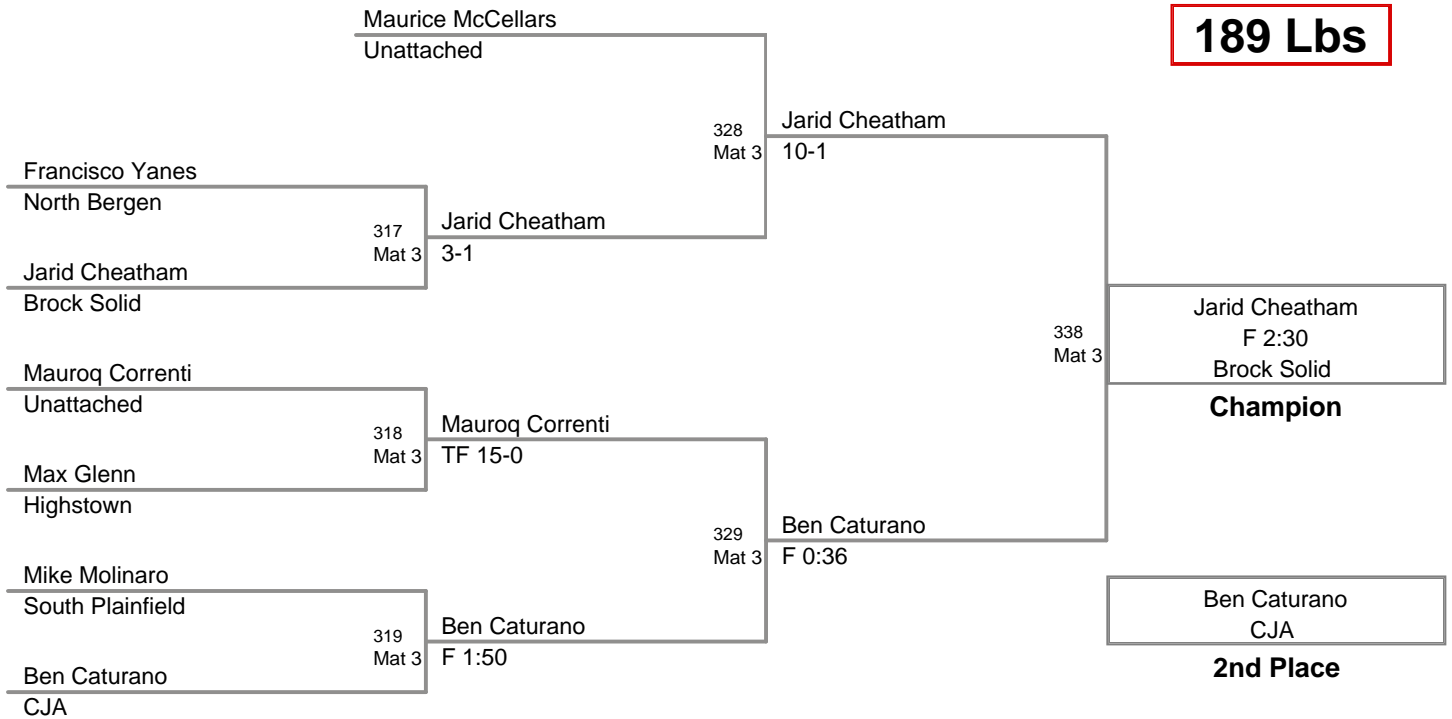 Maurice McCellars
Unattached
189 Lbs
328
Mat 3
Jarid Cheatham
10-1
Francisco Yanes
North Bergen
317
Mat 3
Jarid Cheatham
3-1
Jarid Cheatham
Brock Solid
338
Mat 3
Jarid Cheatham
F 2:30
Brock Solid
Champion
Mauroq Correnti
Unattached
318
Mat 3
Mauroq Correnti
TF 15-0
Max Glenn
Highstown
329
Mat 3
Ben Caturano
F 0:36
Mike Molinaro
South Plainfield
319
Mat 3
Ben Caturano
F 1:50
Ben Caturano
CJA
Ben Caturano
CJA
2nd Place